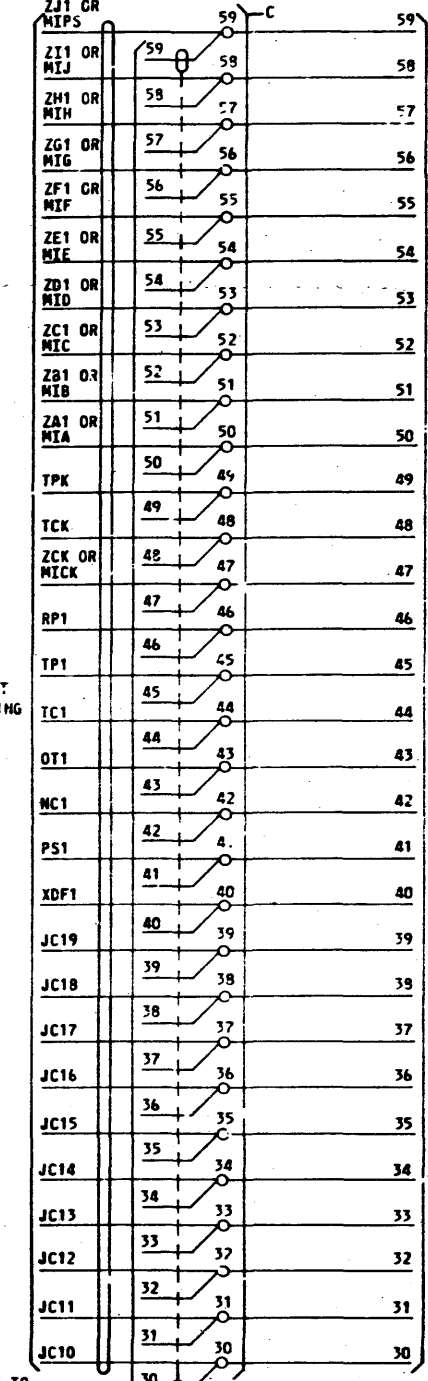 ZJ1 OR
MIPS 59 C 59
ZI1 OR 59
MIJ 58 58
ZH1 OR 58
MIH 57 57
ZG1 OR 57
MIG 56 56
ZF1 OR 56
MIF 55 55
ZE1 OR 55
MIE 54 54
ZD1 OR 54
MID 53 53
ZC1 OR 53
MIC 52 52
ZB1 OR 52
MIB 51 51
ZA1 OR 51
MIA 50 50
50
TPK 49 49
49
TCK 48 48
ZCK OR 48
MICK 47 47
47
RP1 46 46
46
TP1 45 45
45
TC1 44 44
44
OT1 43 43
43
NC1 42 42
42
PS1 4. 41
41
XDF1 40 40
40
JC19 39 39
39
JC18 38 38
38
JC17 37 37
37
JC16 36 36
36
JC15 35 35
35
JC14 34 34
34
JC13 33 33
33
JC12 32 32
32
JC11 31 31
31
JC10 30 30
30